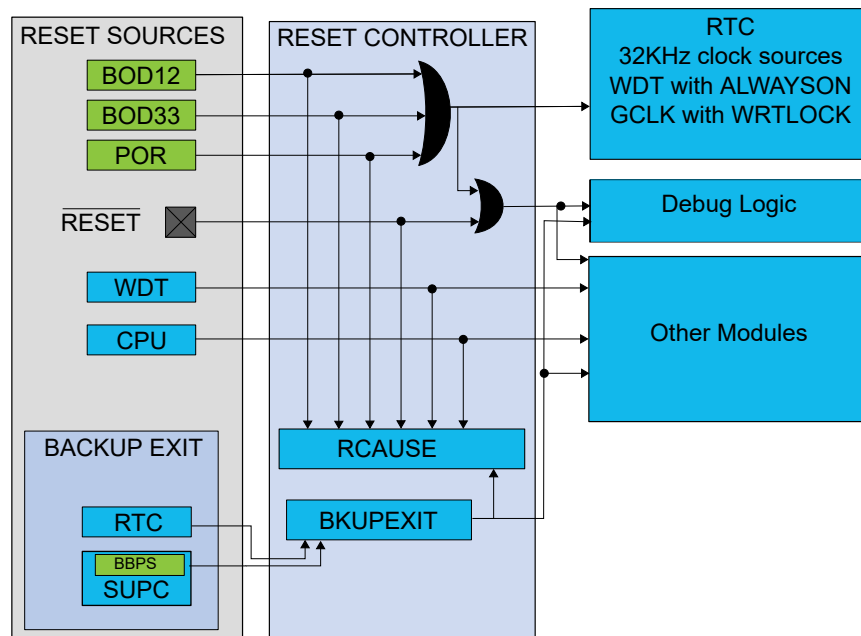 RESET SOURCES
BOD12
BOD33
POR
RESET
WDT
CPU
BACKUP EXIT
RTC
BBPS
SUPC
RESET CONTROLLER
RCAUSE
BKUPEXIT
RTC
32KHz clock sources
WDT with ALWAYSON
GCLK with WRTLOCK
Debug Logic
Other Modules